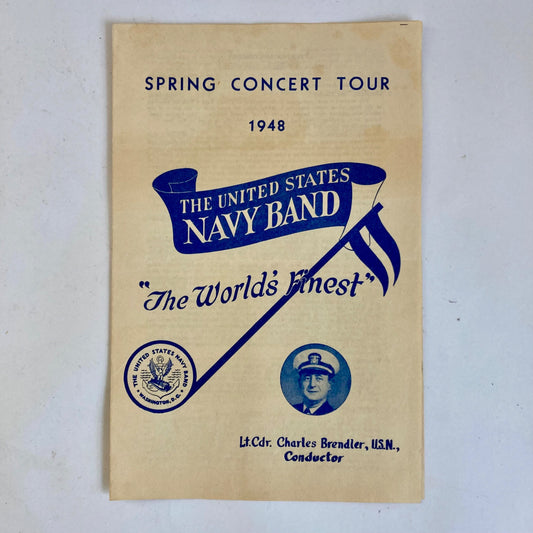 SPRING CONCERT TOUR
1948
THE UNITED STATES
NAVY BAND
"The World's Finest"
THE UNITED STATES NAVY BAND
WASHINGTON, D.C.
Lt. Cdr. Charles Brendler, U.S.N.,
Conductor